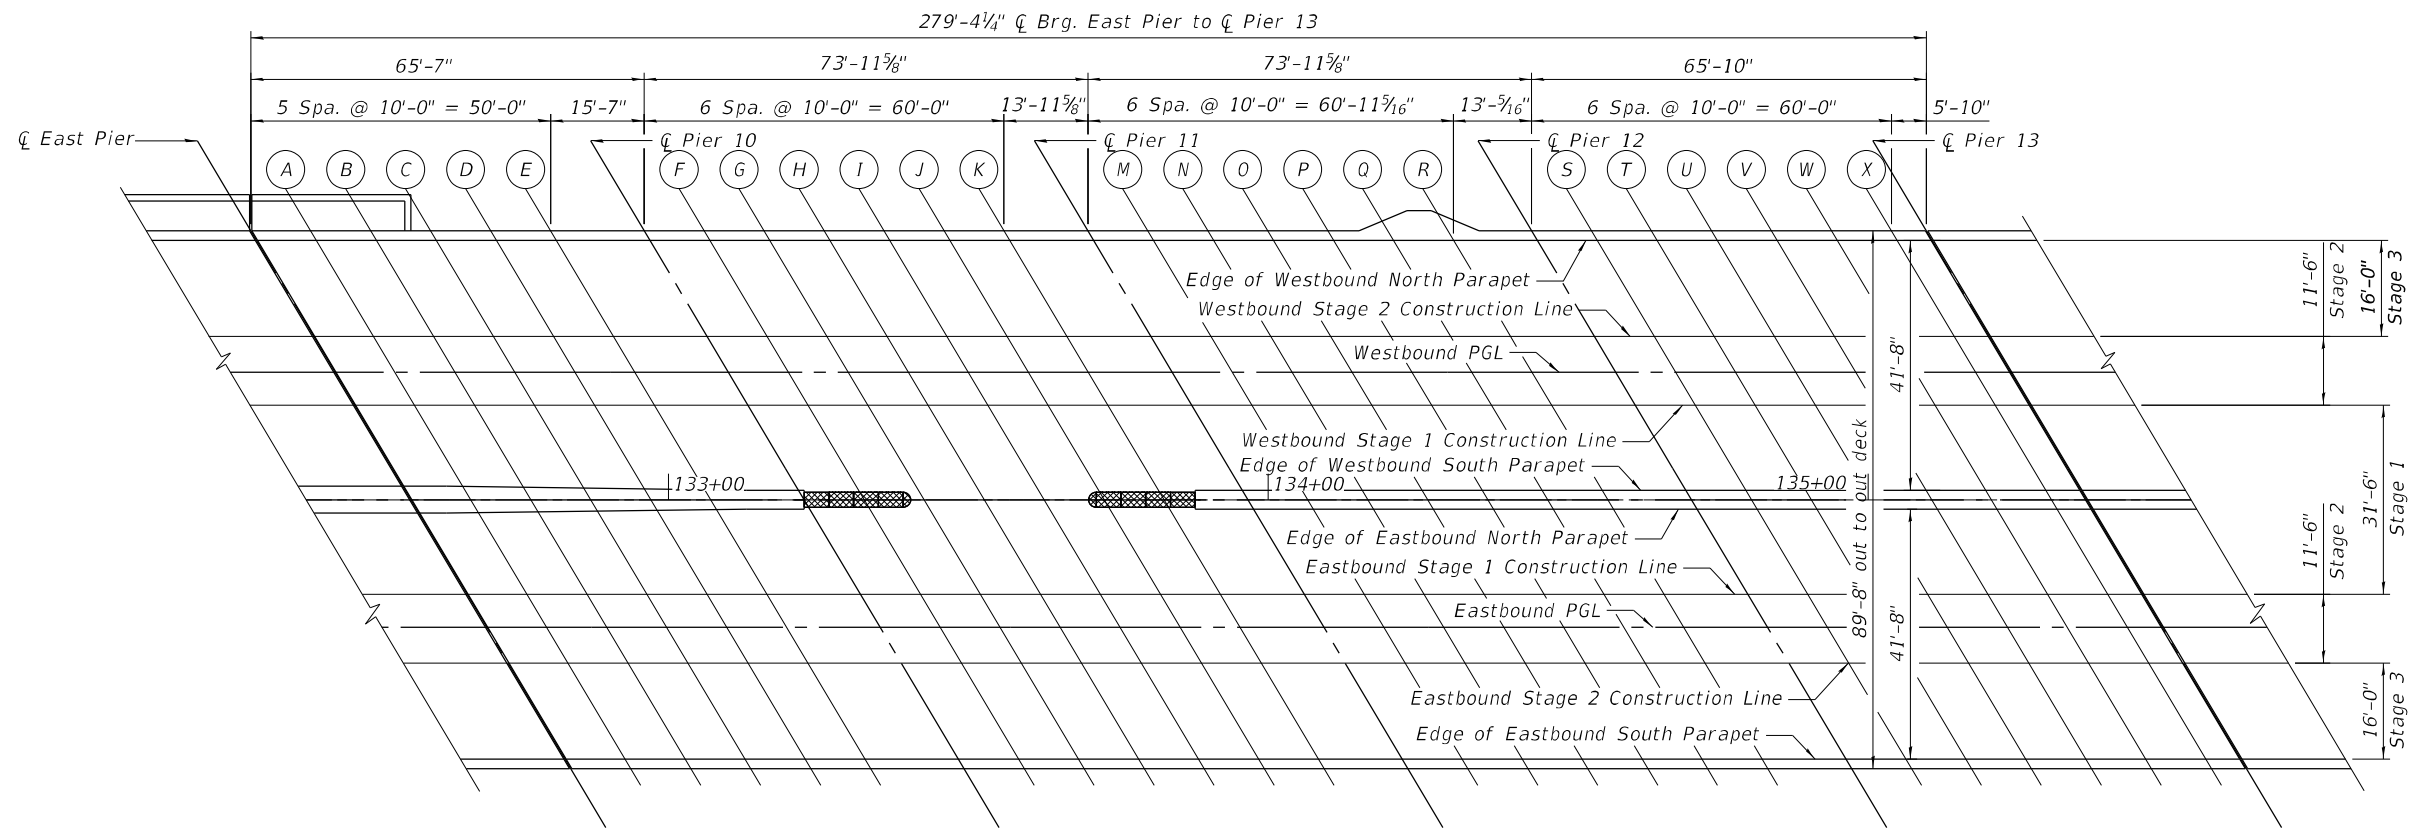 279'-4¼" ℄ Brg. East Pier to ℄ Pier 13
65'-7" 73'-11⅝" 73'-11⅝" 65'-10"
5 Spa. @ 10'-0" = 50'-0" 15'-7" 6 Spa. @ 10'-0" = 60'-0" 13'-11⅝" 6 Spa. @ 10'-0" = 60'-11⁵⁄₁₆" 13'-⁵⁄₁₆" 6 Spa. @ 10'-0" = 60'-0" 5'-10"
℄ East Pier ℄ Pier 10 ℄ Pier 11 ℄ Pier 12 ℄ Pier 13
A B C D E F G H I J K M N O P Q R S T U V W X
Edge of Westbound North Parapet
Westbound Stage 2 Construction Line
Westbound PGL
Westbound Stage 1 Construction Line
Edge of Westbound South Parapet
133+00 134+00 135+00
Edge of Eastbound North Parapet
Eastbound Stage 1 Construction Line
Eastbound PGL
Eastbound Stage 2 Construction Line
Edge of Eastbound South Parapet
89'-8" out to out deck
41'-8"
41'-8"
11'-6"
Stage 2
16'-0"
Stage 3
31'-6"
Stage 1
11'-6"
Stage 2
16'-0"
Stage 3